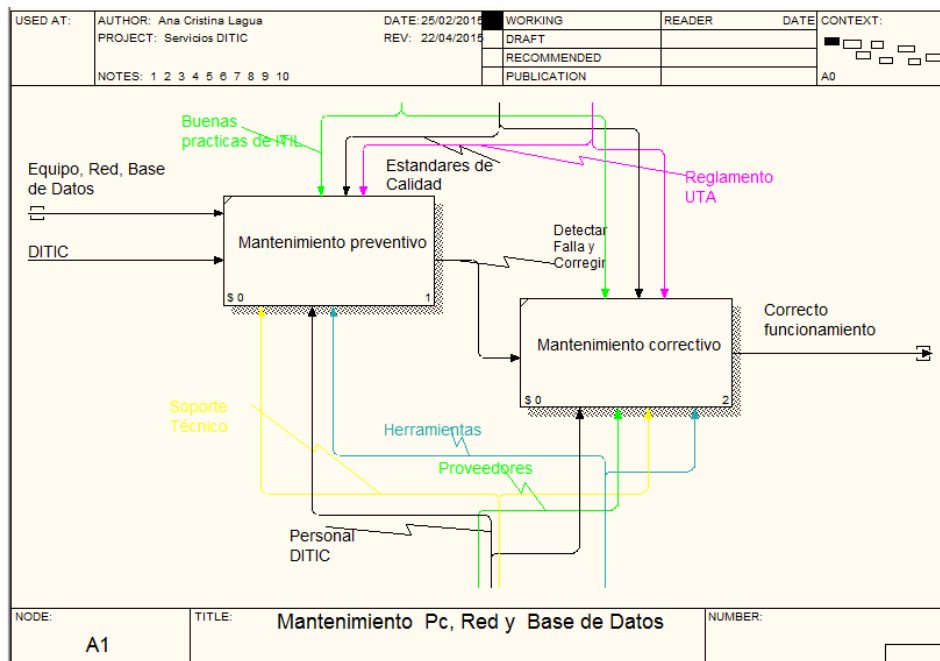 USED AT:
AUTHOR: Ana Cristina Lagua
DATE: 25/02/2015
WORKING
READER
DATE
CONTEXT:
PROJECT: Servicios DITIC
REV: 22/04/2015
DRAFT
RECOMMENDED
NOTES: 1 2 3 4 5 6 7 8 9 10
PUBLICATION
A0
Buenas
practicas de ITIL
Estandares de
Calidad
Reglamento
UTA
Equipo, Red, Base
de Datos
DITIC
Mantenimiento preventivo
$ 0
1
Detectar
Falla y
Corregir
Mantenimiento correctivo
$ 0
2
Correcto
funcionamiento
Soporte
Técnico
Herramientas
Proveedores
Personal
DITIC
NODE:
A1
TITLE:
Mantenimiento Pc, Red y Base de Datos
NUMBER: